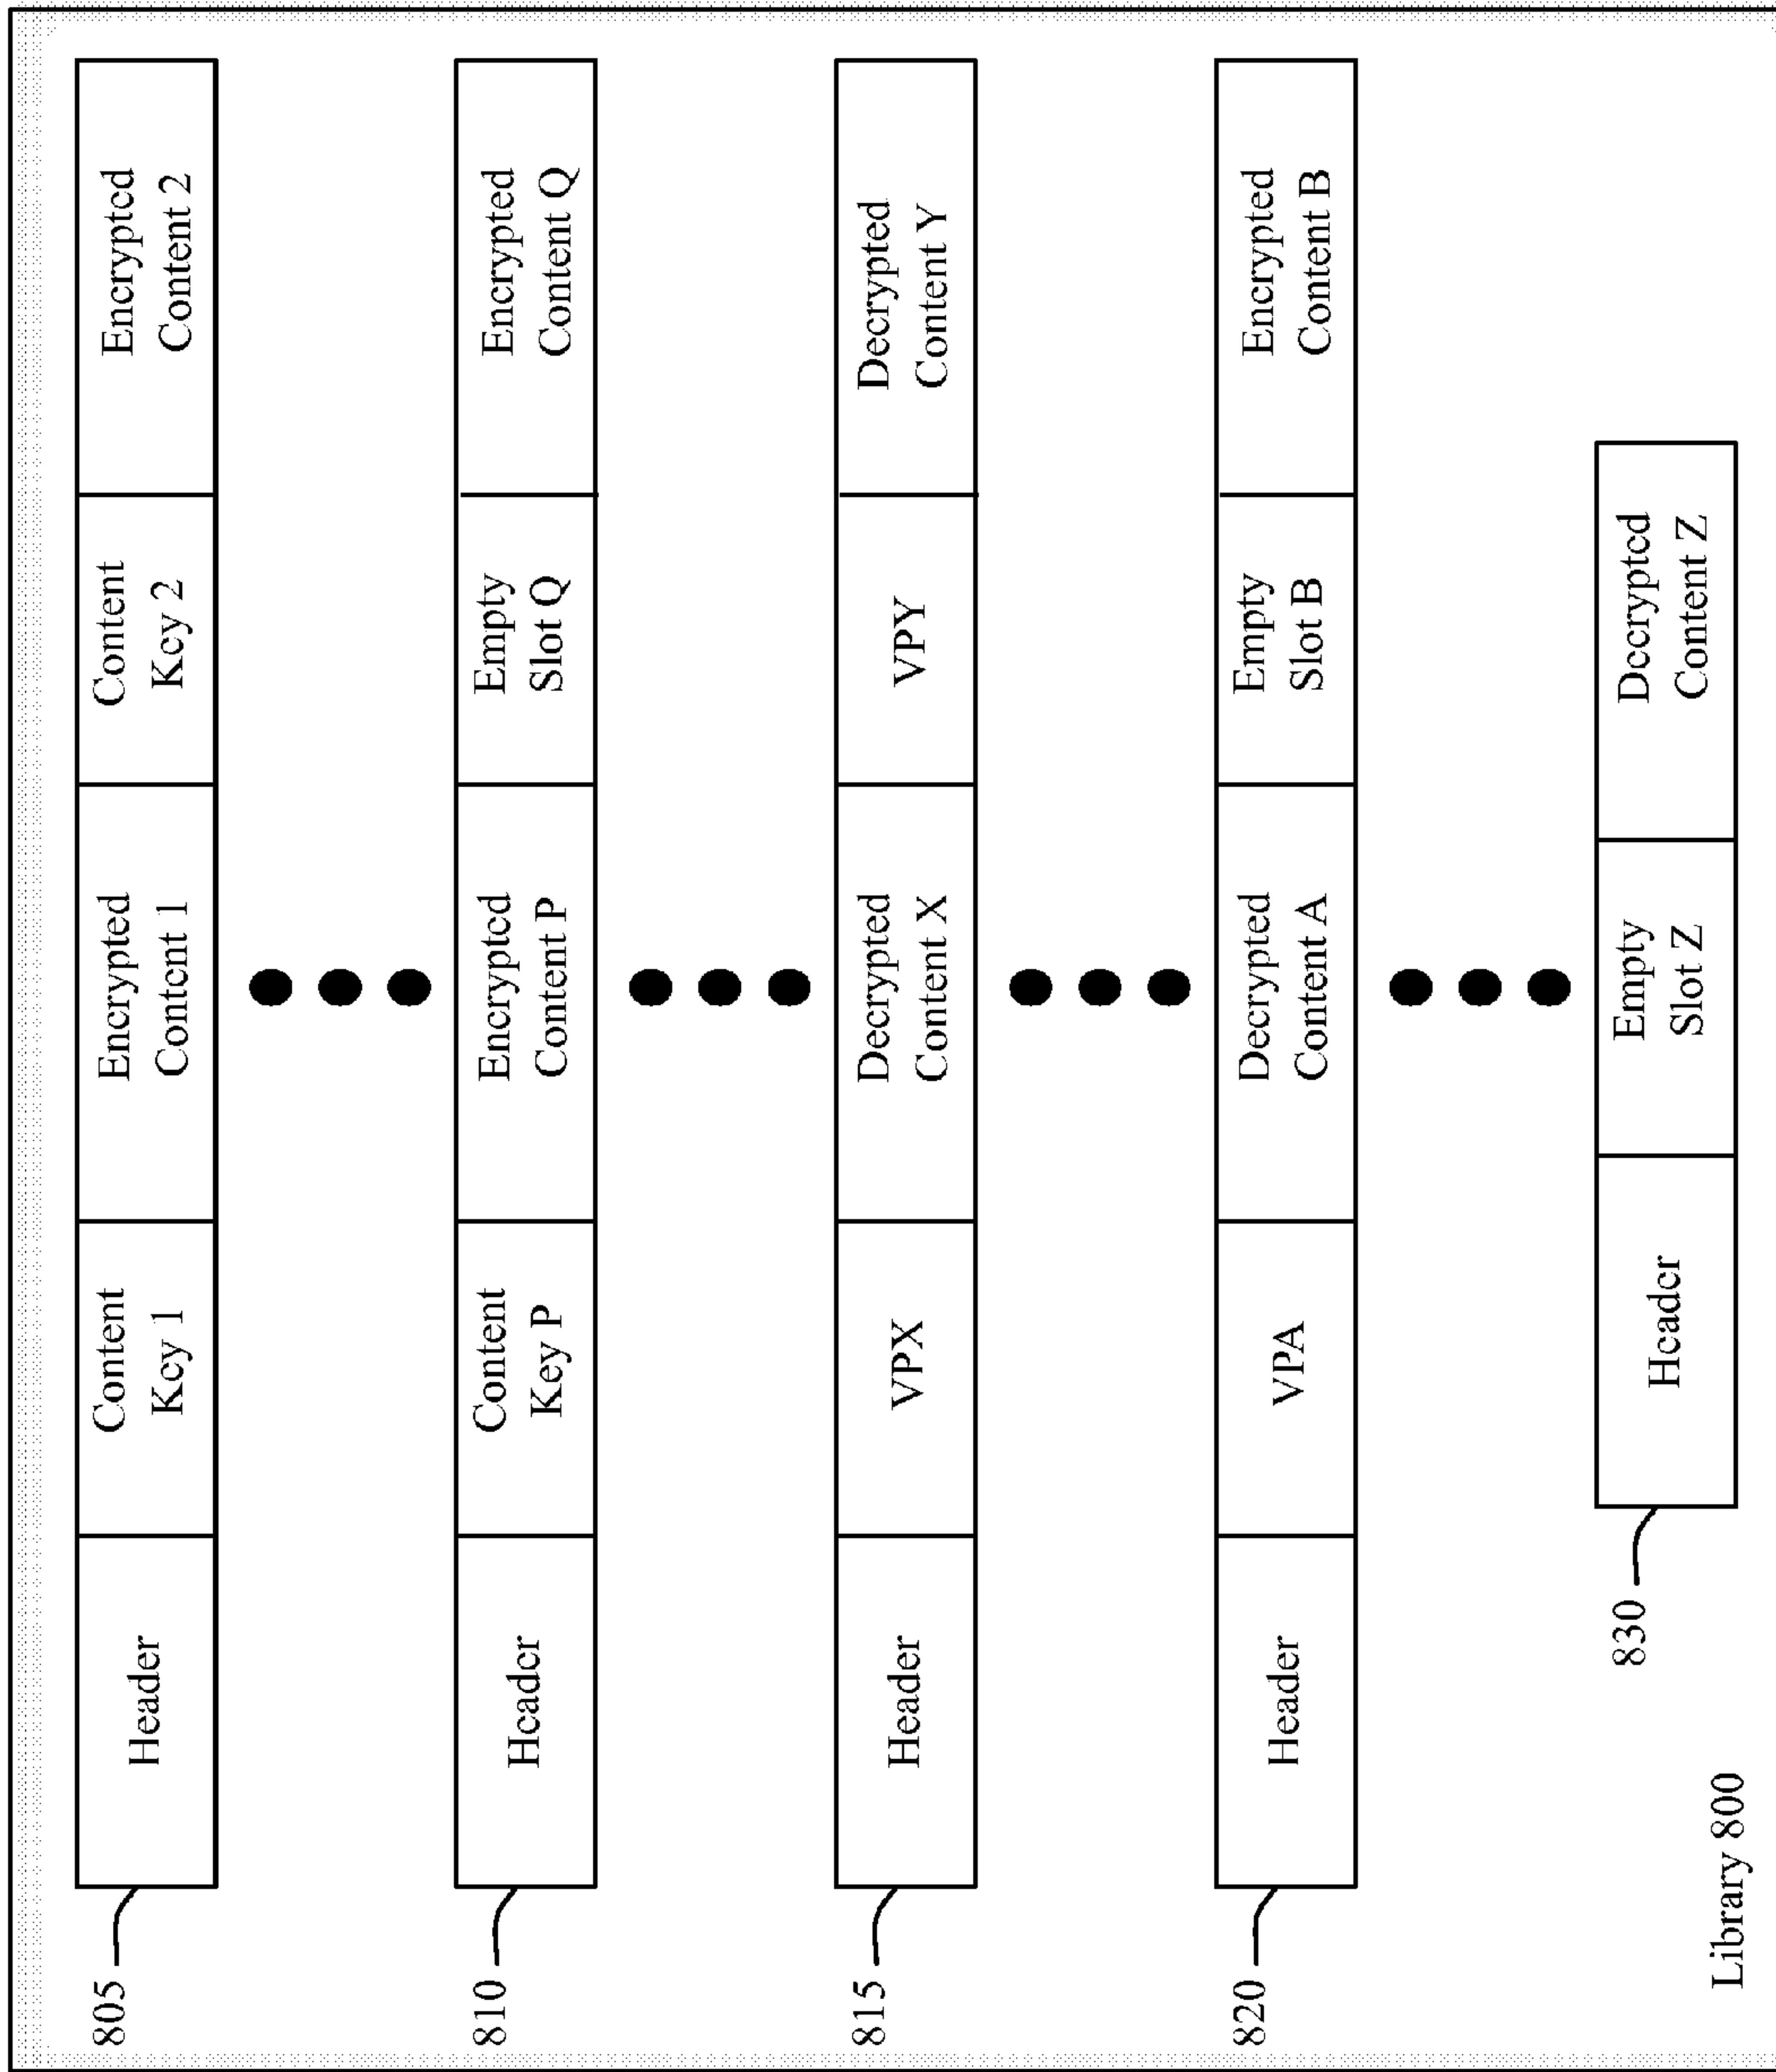 805
Header
Content
Key 1
Encrypted
Content 1
Content
Key 2
Encrypted
Content 2
810
Header
Content
Key P
Encrypted
Content P
Empty
Slot Q
Encrypted
Content Q
815
Header
VPX
Decrypted
Content X
VPY
Decrypted
Content Y
820
Header
VPA
Decrypted
Content A
Empty
Slot B
Encrypted
Content B
830
Header
Empty
Slot Z
Decrypted
Content Z
Library 800